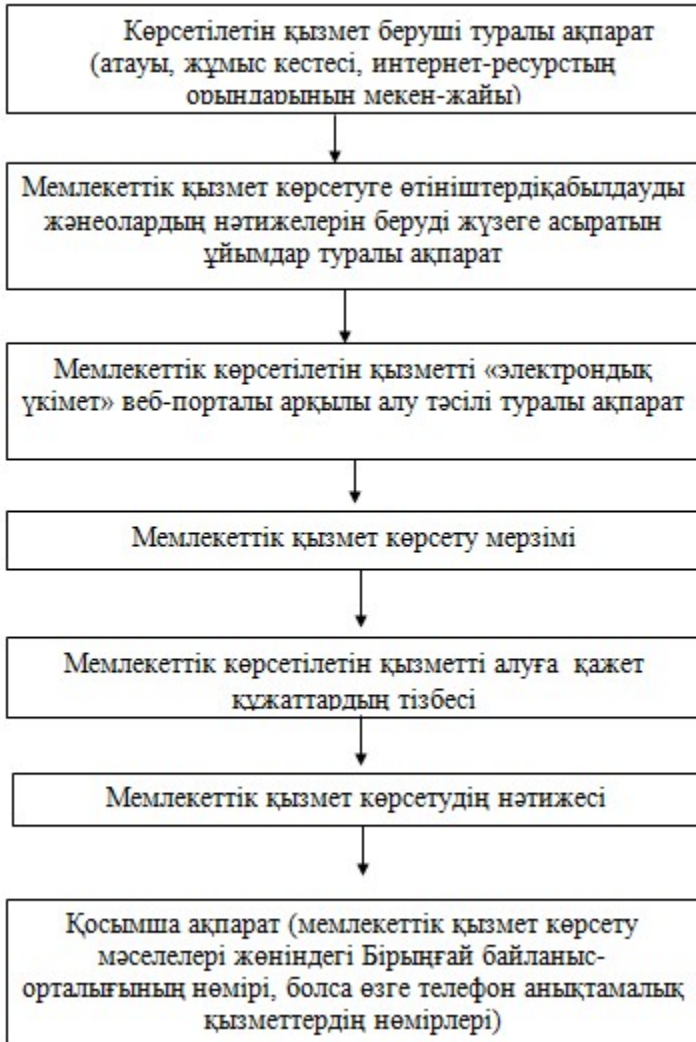 Көрсетілетін қызмет беруші туралы ақпарат
(атауы, жұмыс кестесі, интернет-ресурстың
орындарының мекен-жайы)
Мемлекеттік қызмет көрсетуге өтініштердіқабылдауды
жәнеолардың нәтижелерін беруді жүзеге асыратын
ұйымдар туралы ақпарат
Мемлекеттік көрсетілетін қызметті «электрондық
үкімет» веб-порталы арқылы алу тәсілі туралы ақпарат
Мемлекеттік қызмет көрсету мерзімі
Мемлекеттік көрсетілетін қызметті алуға қажет
құжаттардың тізбесі
Мемлекеттік қызмет көрсетудің нәтижесі
Қосымша ақпарат (мемлекеттік қызмет көрсету
мәселелері жөніндегі Бірыңғай байланыс-
орталығының нөмірі, болса өзге телефон анықтамалық
қызметтердің нөмірлері)